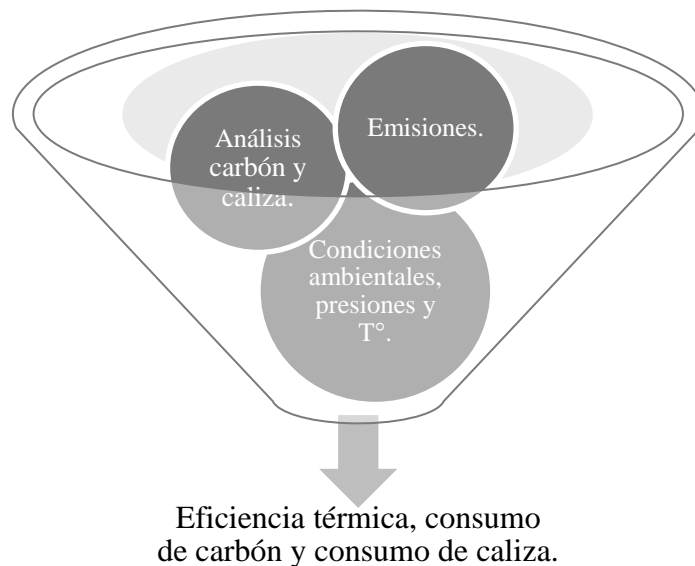 Análisis
carbón y
caliza.
Emisiones.
Condiciones
ambientales,
presiones y
T°.
Eficiencia térmica, consumo
de carbón y consumo de caliza.